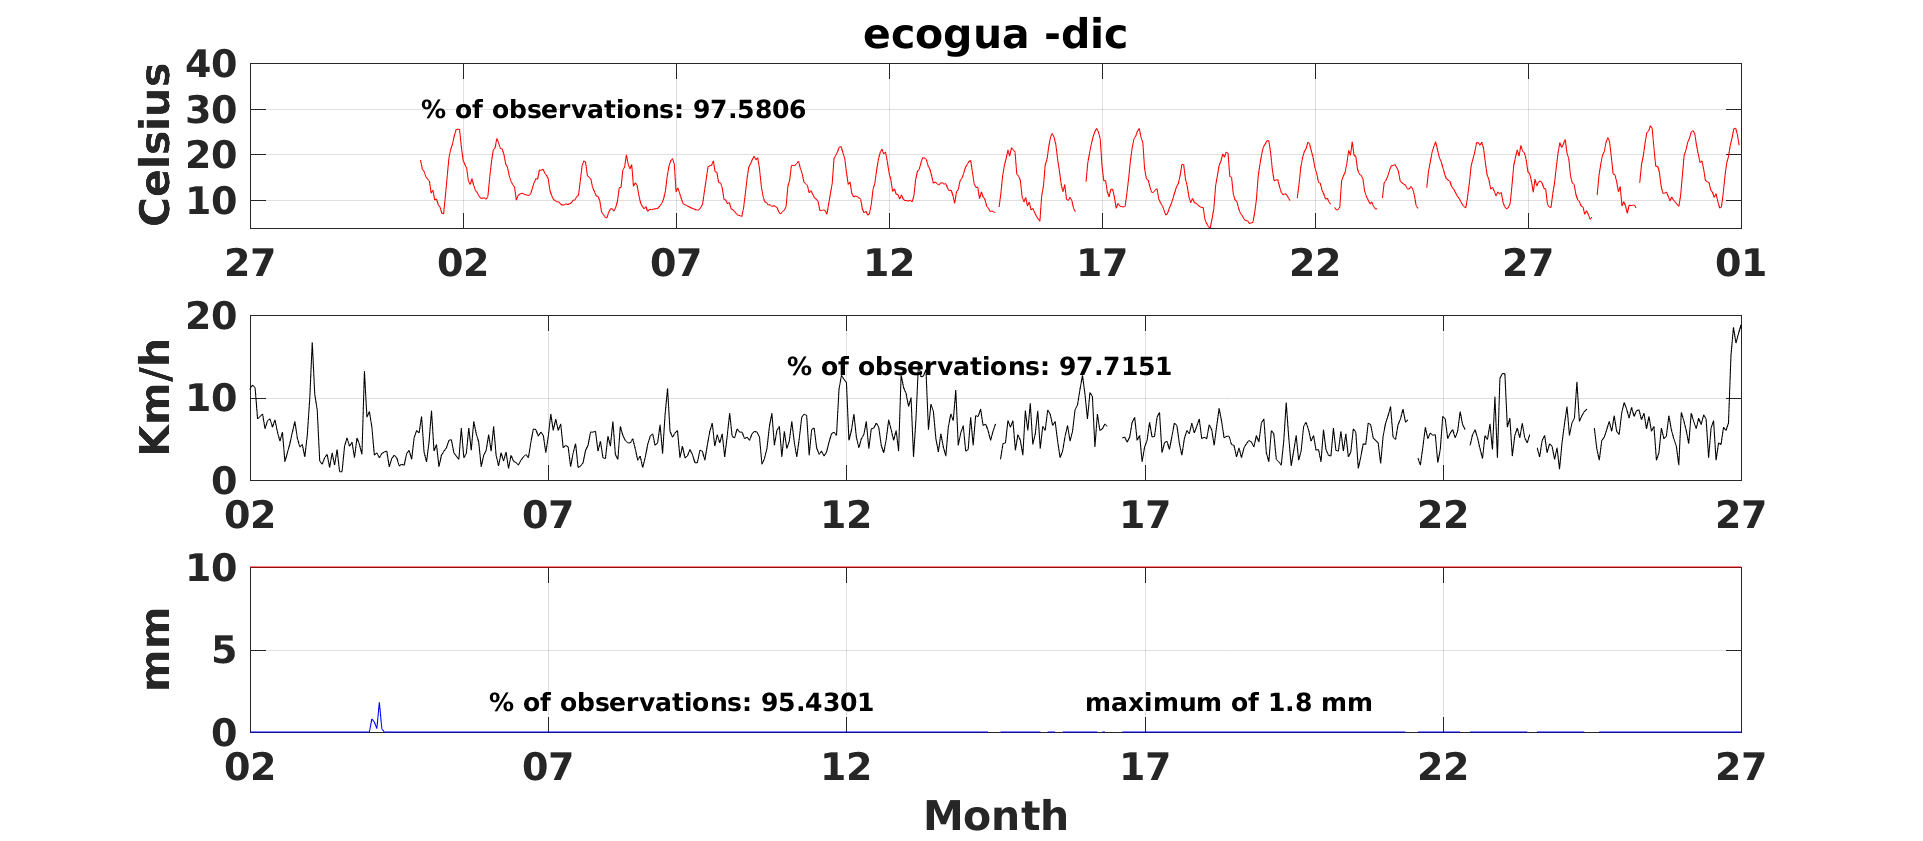 ecogua -dic
Celsius
40
30
20
10
% of observations: 97.5806
27 02 07 12 17 22 27 01
Km/h
20
10
0
% of observations: 97.7151
02 07 12 17 22 27
mm
10
5
0
% of observations: 95.4301 maximum of 1.8 mm
02 07 12 17 22 27
Month